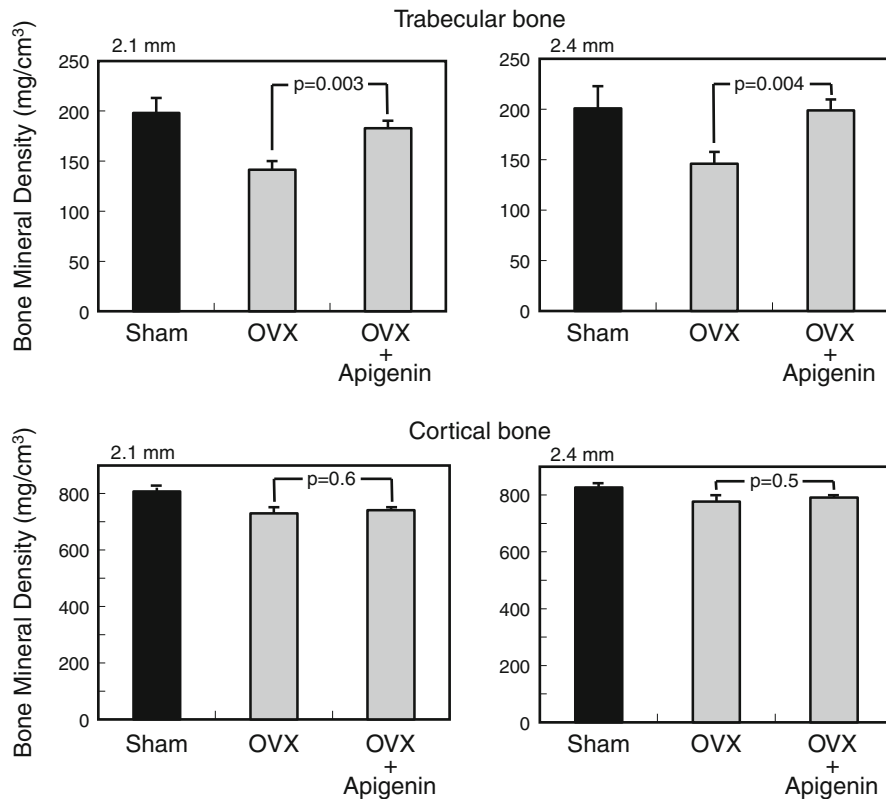 Trabecular bone
Bone Mineral Density (mg/cm³)
2.1 mm
250
200
150
100
50
0
p=0.003
Sham
OVX
OVX
+
Apigenin
2.4 mm
250
200
150
100
50
0
p=0.004
Sham
OVX
OVX
+
Apigenin
Cortical bone
Bone Mineral Density (mg/cm³)
2.1 mm
800
600
400
200
0
p=0.6
Sham
OVX
OVX
+
Apigenin
2.4 mm
800
600
400
200
0
p=0.5
Sham
OVX
OVX
+
Apigenin